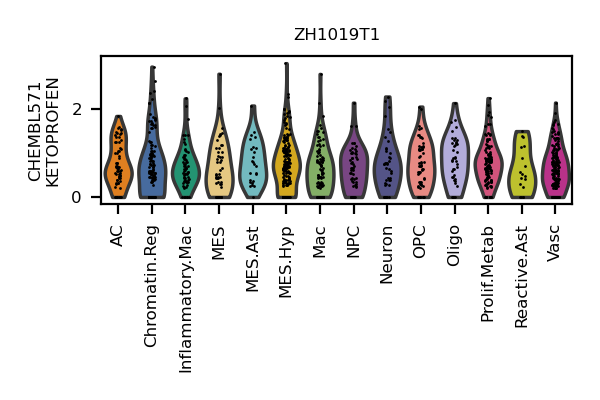 ZH1019T1
CHEMBL571
KETOPROFEN
2
0
AC
Chromatin.Reg
Inflammatory.Mac
MES
MES.Ast
MES.Hyp
Mac
NPC
Neuron
OPC
Oligo
Prolif.Metab
Reactive.Ast
Vasc